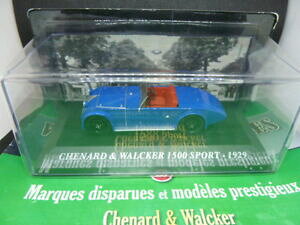 CHENARD & WALCKER 1500 SPORT - 1929
Marques disparues et modèles prestigieux
Chenard & Walcker